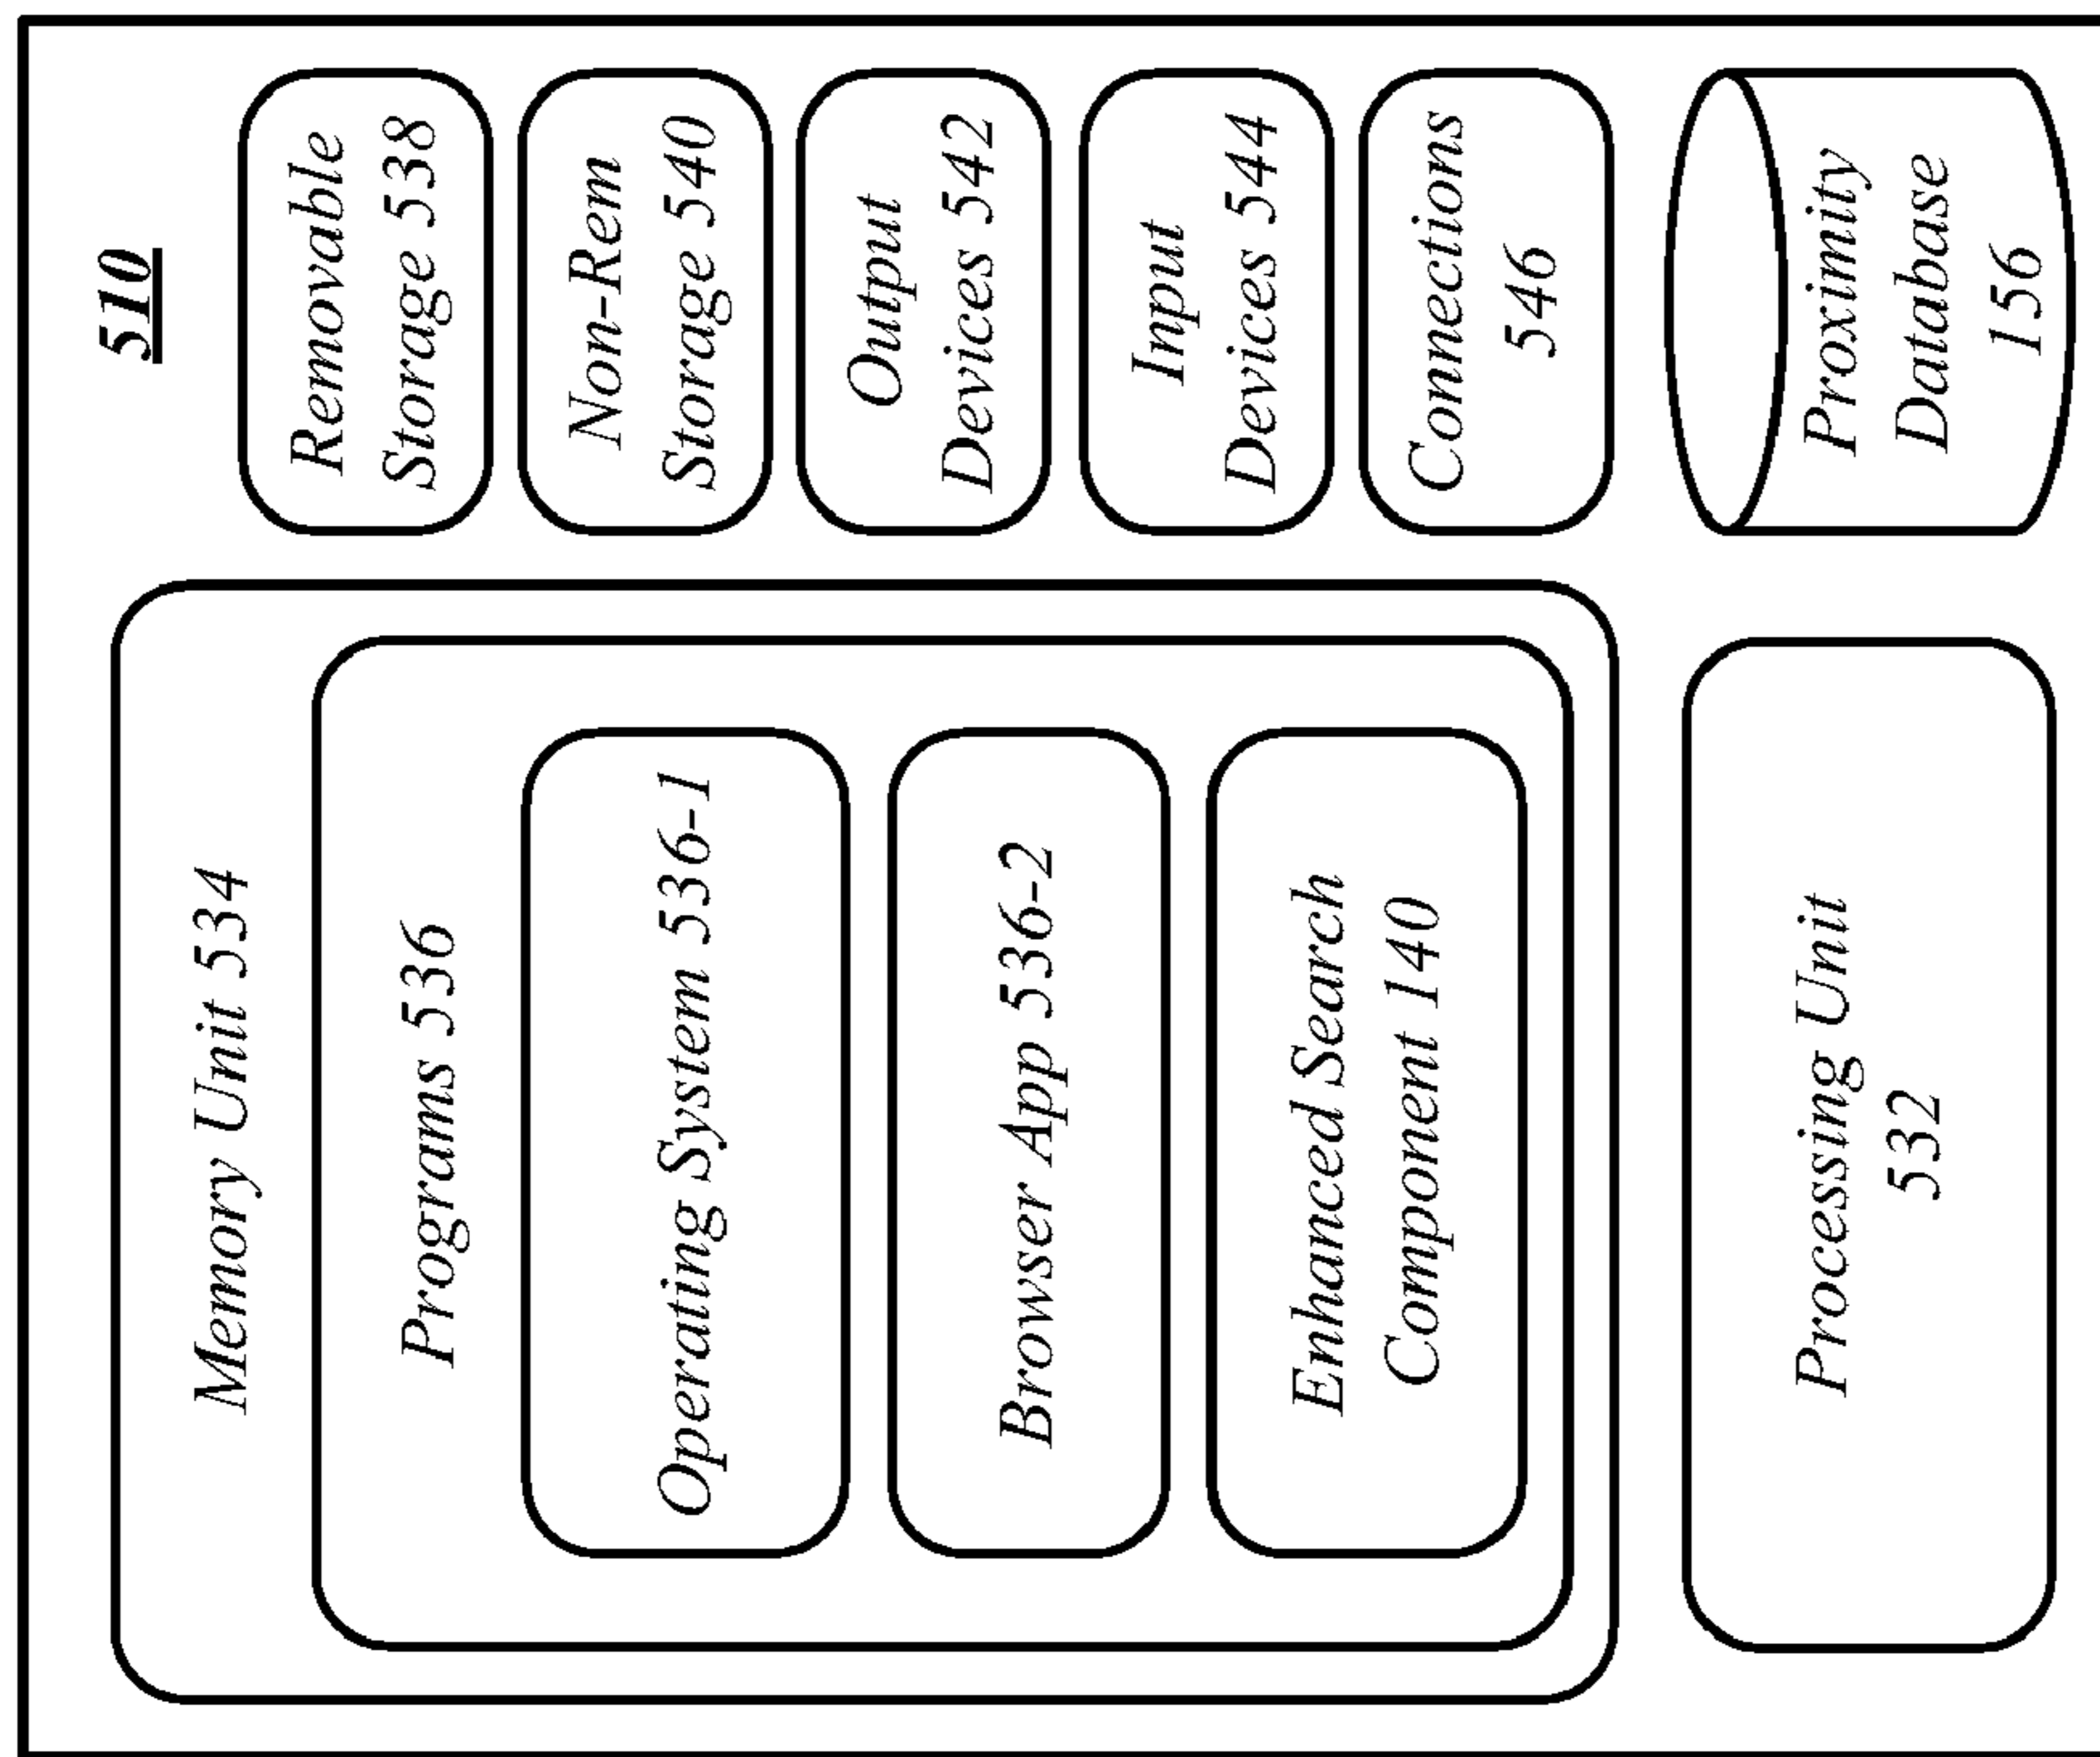 510
Memory Unit 534
Programs 536
Operating System 536-1
Browser App 536-2
Enhanced Search
Component 140
Processing Unit
532
Removable
Storage 538
Non-Rem
Storage 540
Output
Devices 542
Input
Devices 544
Connections
546
Proximity
Database
156